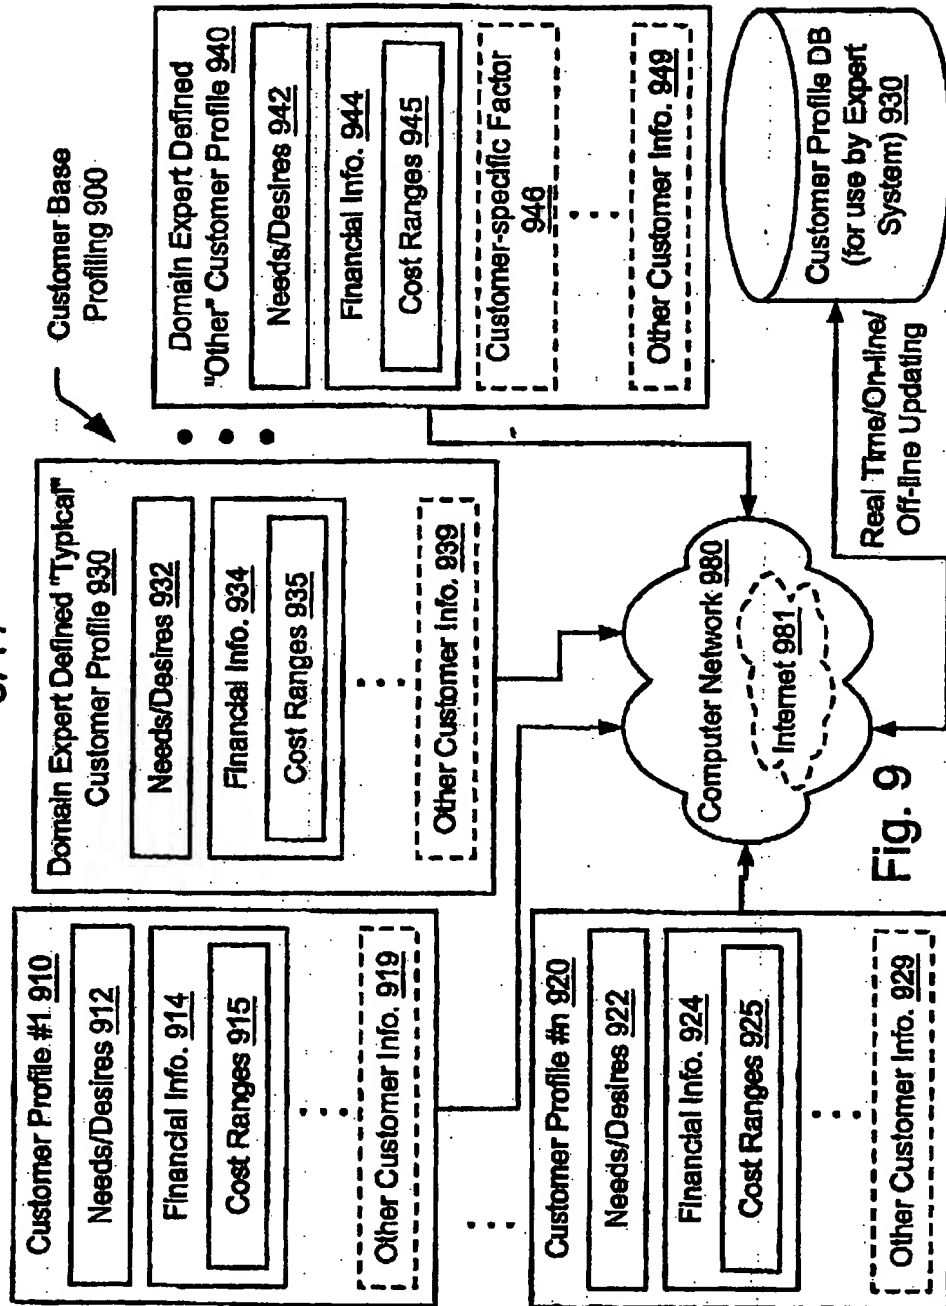 Customer Base
Profiling 900
Customer Profile #1 910
Needs/Desires 912
Financial Info. 914
Cost Ranges 915
Other Customer Info. 919
Domain Expert Defined "Typical"
Customer Profile 930
Needs/Desires 932
Financial Info. 934
Cost Ranges 935
Other Customer Info. 939
Domain Expert Defined
"Other" Customer Profile 940
Needs/Desires 942
Financial Info. 944
Cost Ranges 945
Customer-specific Factor
946
Other Customer Info. 949
Customer Profile #n 920
Needs/Desires 922
Financial Info. 924
Cost Ranges 925
Other Customer Info. 929
Computer Network 980
Internet 981
Real Time/On-line/
Off-line Updating
Customer Profile DB
(for use by Expert
System) 930
Fig. 9